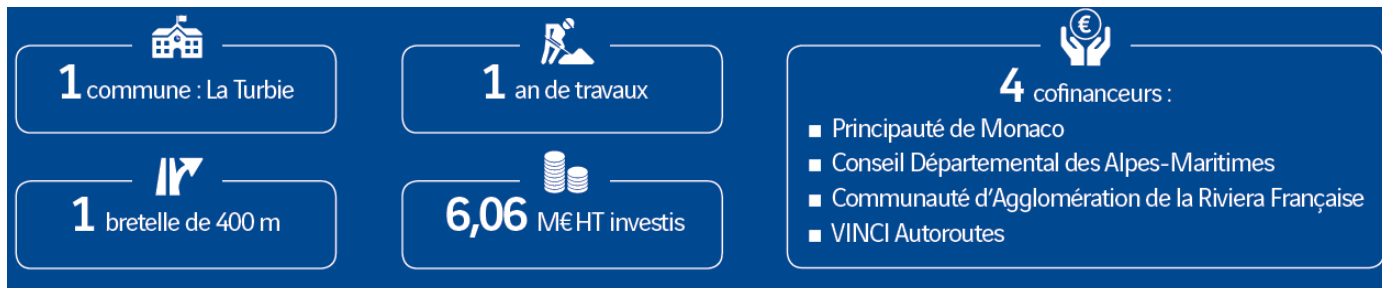 1 commune : La Turbie
1 an de travaux
1 bretelle de 400 m
6,06 M€ HT investis
€
4 cofinanceurs :
■ Principauté de Monaco
■ Conseil Départemental des Alpes-Maritimes
■ Communauté d'Agglomération de la Riviera Française
■ VINCI Autoroutes